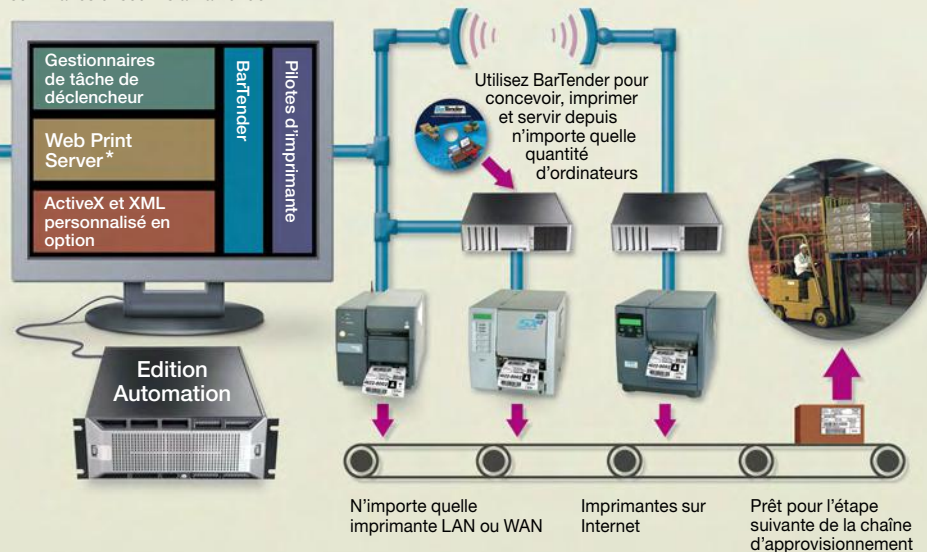 Gestionnaires
de tâche de
déclencheur
Web Print
Server*
ActiveX et XML
personnalisé en
option
BarTender
Pilotes d'imprimante
Utilisez BarTender pour
concevoir, imprimer
et servir depuis
n'importe quelle
quantité
d'ordinateurs
Edition
Automation
N'importe quelle
imprimante LAN ou WAN
Imprimantes sur
Internet
Prêt pour l'étape
suivante de la chaîne
d'approvisionnement